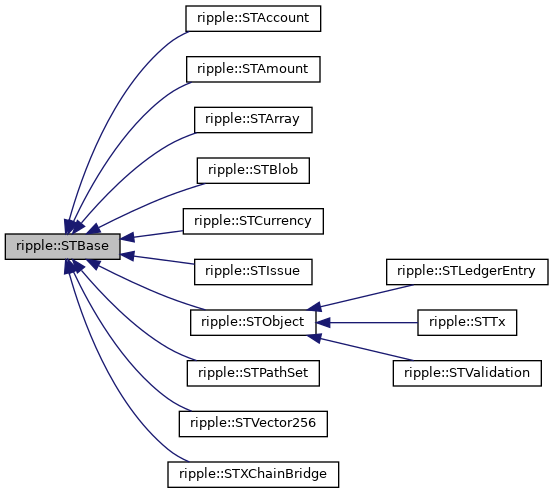 ripple::STAccount
ripple::STAmount
ripple::STArray
ripple::STBlob
ripple::STCurrency
ripple::STBase
ripple::STIssue
ripple::STLedgerEntry
ripple::STObject
ripple::STTx
ripple::STPathSet
ripple::STValidation
ripple::STVector256
ripple::STXChainBridge